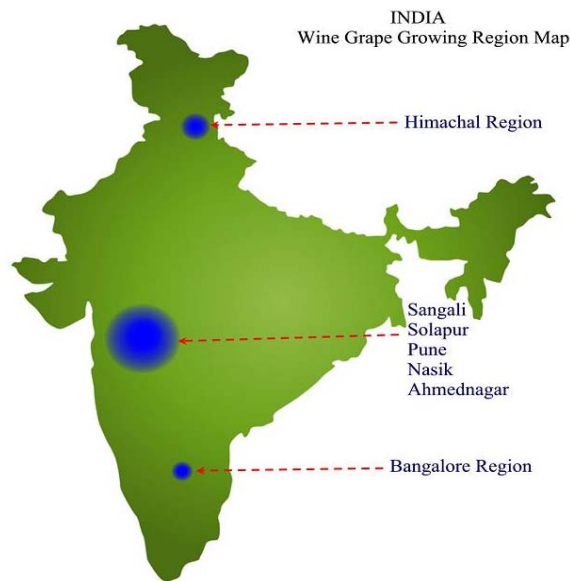 INDIA
Wine Grape Growing Region Map
Himachal Region
Sangali
Solapur
Pune
Nasik
Ahmednagar
Bangalore Region